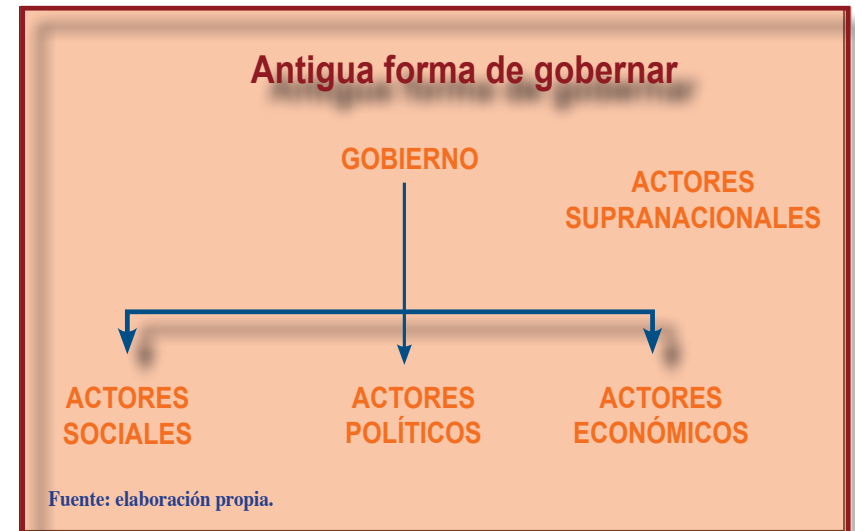 Antigua forma de gobernar
GOBIERNO
ACTORES
SUPRANACIONALES
ACTORES
SOCIALES
ACTORES
POLÍTICOS
ACTORES
ECONÓMICOS
Fuente: elaboración propia.